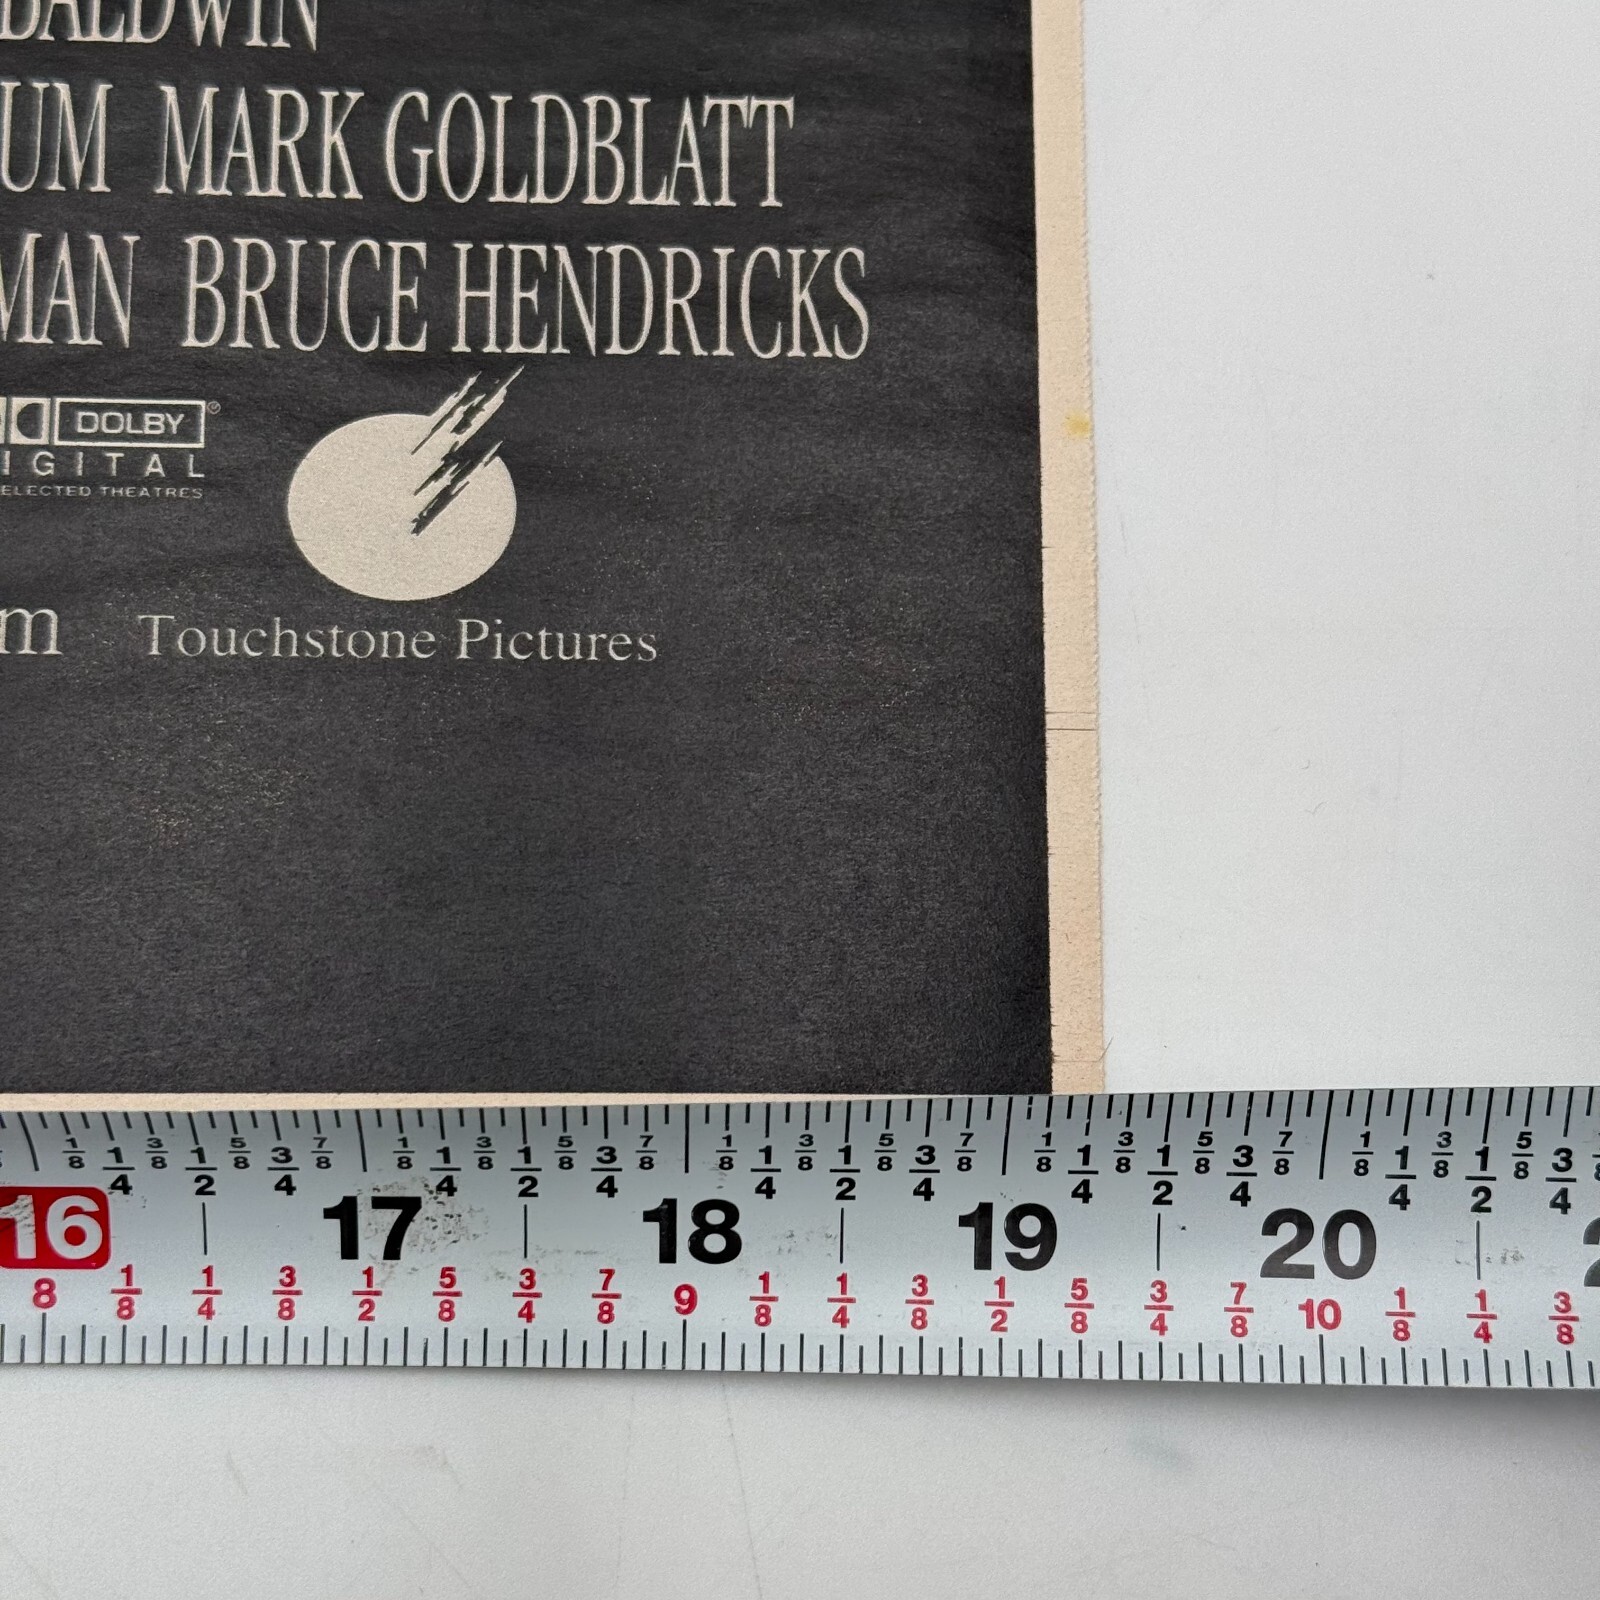 BALDWIN
UM MARK GOLDBLATT
MAN BRUCE HENDRICKS
DOLBY ®
IGITAL
ELECTED THEATRES
m Touchstone Pictures
1/8 1/4 3/8 1/2 5/8 3/4 7/8 1/8 1/4 3/8 1/2 5/8 3/4 7/8 1/8 1/4 3/8 1/2 5/8 3/4 7/8 1/8 1/4 3/8 1/2 5/8 3/4 7/8 1/8 1/4 3/8 1/2 5/8 3/4
16 17 18 19 20
8 1/8 1/4 3/8 1/2 5/8 3/4 7/8 9 1/8 1/4 3/8 1/2 5/8 3/4 7/8 10 1/8 1/4 3/8